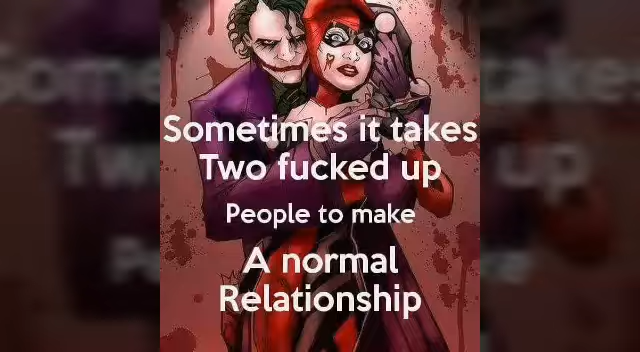 Sometimes it takes
Two fucked up
People to make
A normal
Relationship